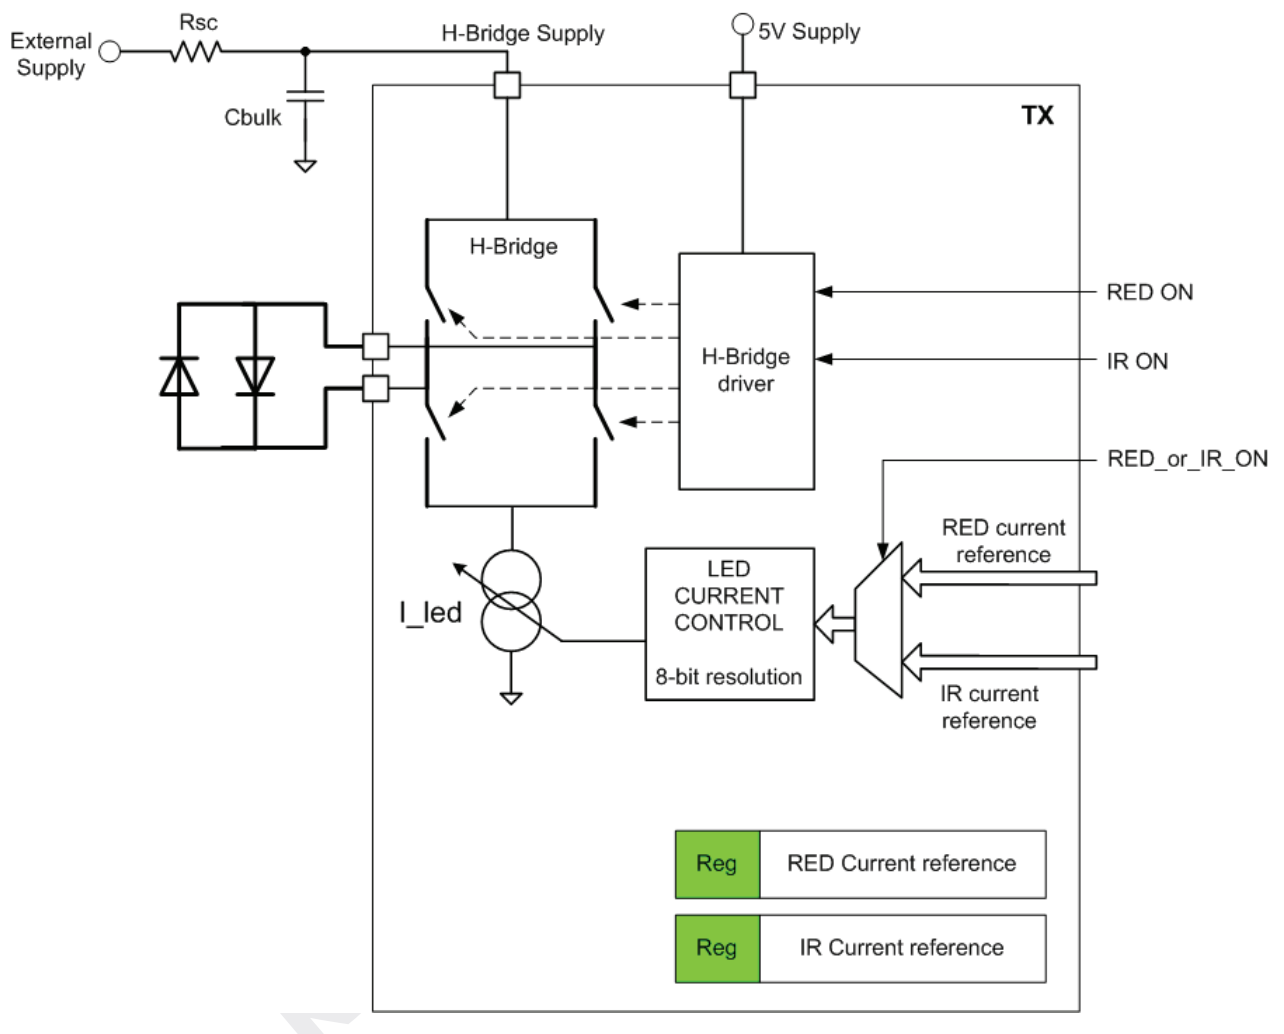 Rsc
External
Supply
H-Bridge Supply
5V Supply
Cbulk
TX
H-Bridge
RED ON
H-Bridge
driver
IR ON
RED_or_IR_ON
RED current
reference
LED
CURRENT
CONTROL
8-bit resolution
I_led
IR current
reference
Reg
RED Current reference
Reg
IR Current reference